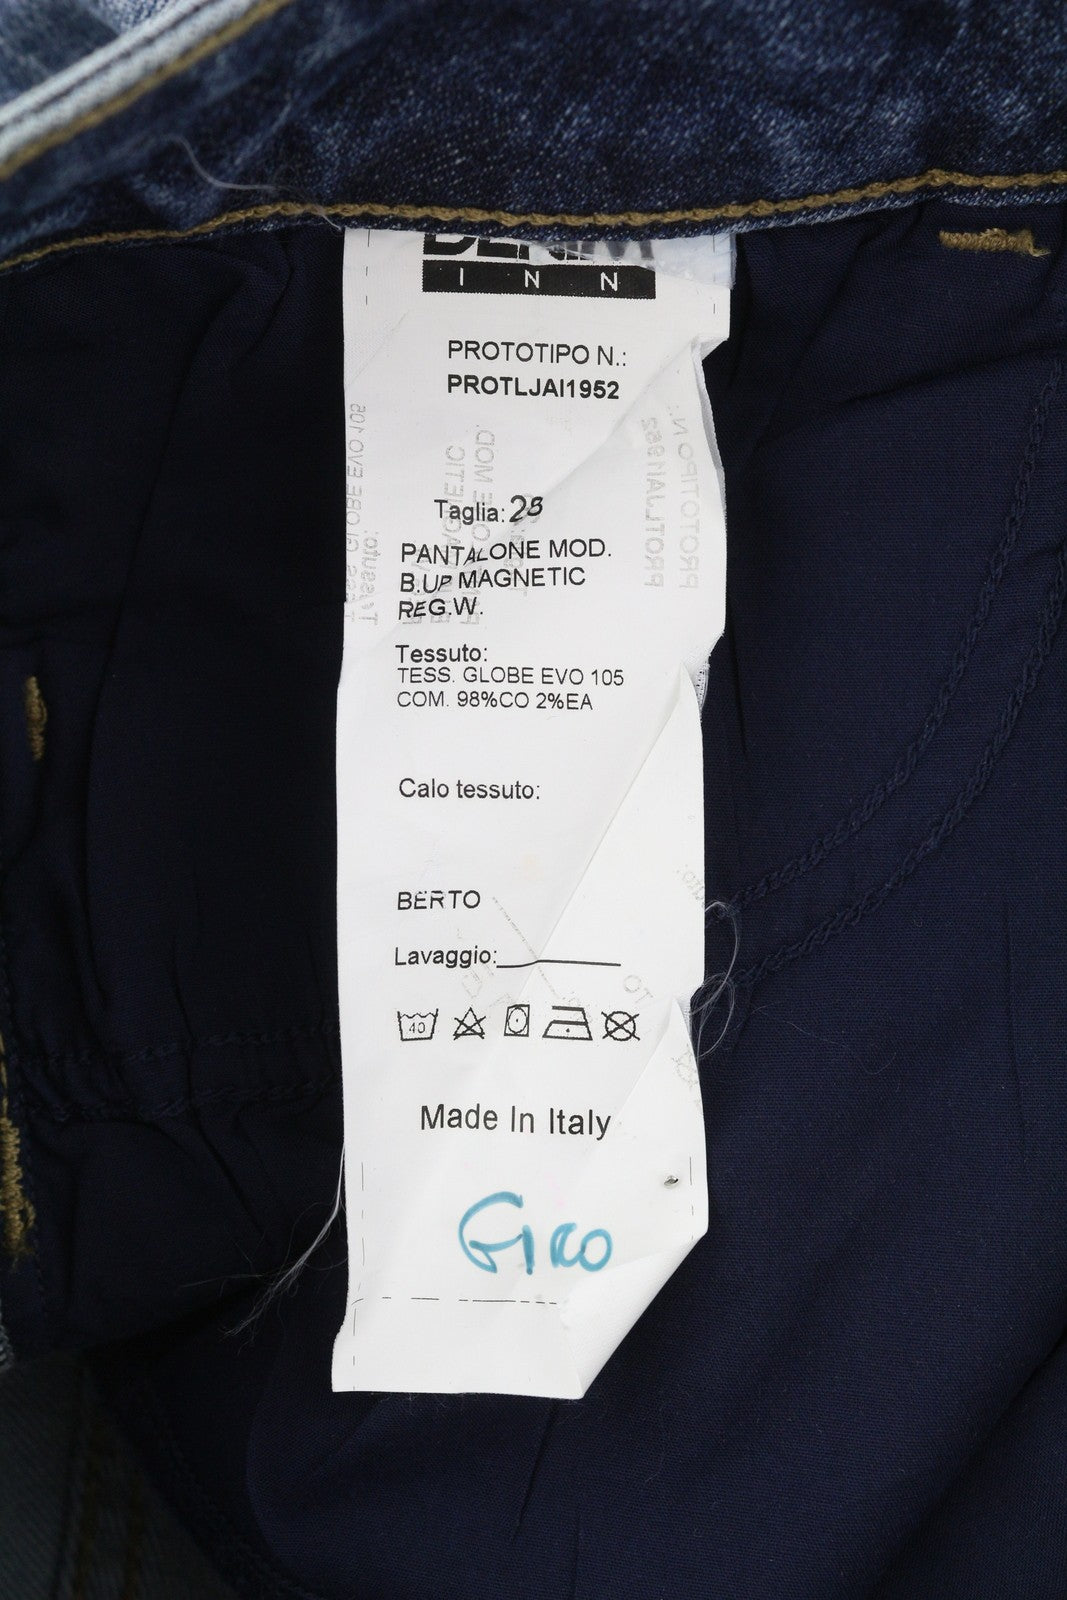 DENIM
INN
PROTOTIPO N.:
PROTLJAI1952
Taglia: 28
PANTALONE MOD.
B.UP MAGNETIC
REG.W.
Tessuto:
TESS. GLOBE EVO 105
COM. 98%CO 2%EA
Calo tessuto:
BERTO
Lavaggio:
40
Made In Italy
GIRO